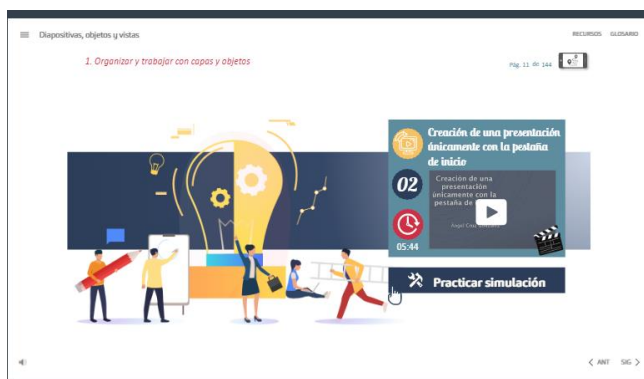 Diapositivas, objetos y vistas
RECURSOS GLOSARIO
1. Organizar y trabajar con capas y objetos
Pág. 11 de 144
Creación de una presentación
únicamente con la pestaña
de inicio
02
Creación de una
presentación
únicamente con la
pestaña de
Ángel Cruz
05:44
Practicar simulación
ANT SIG